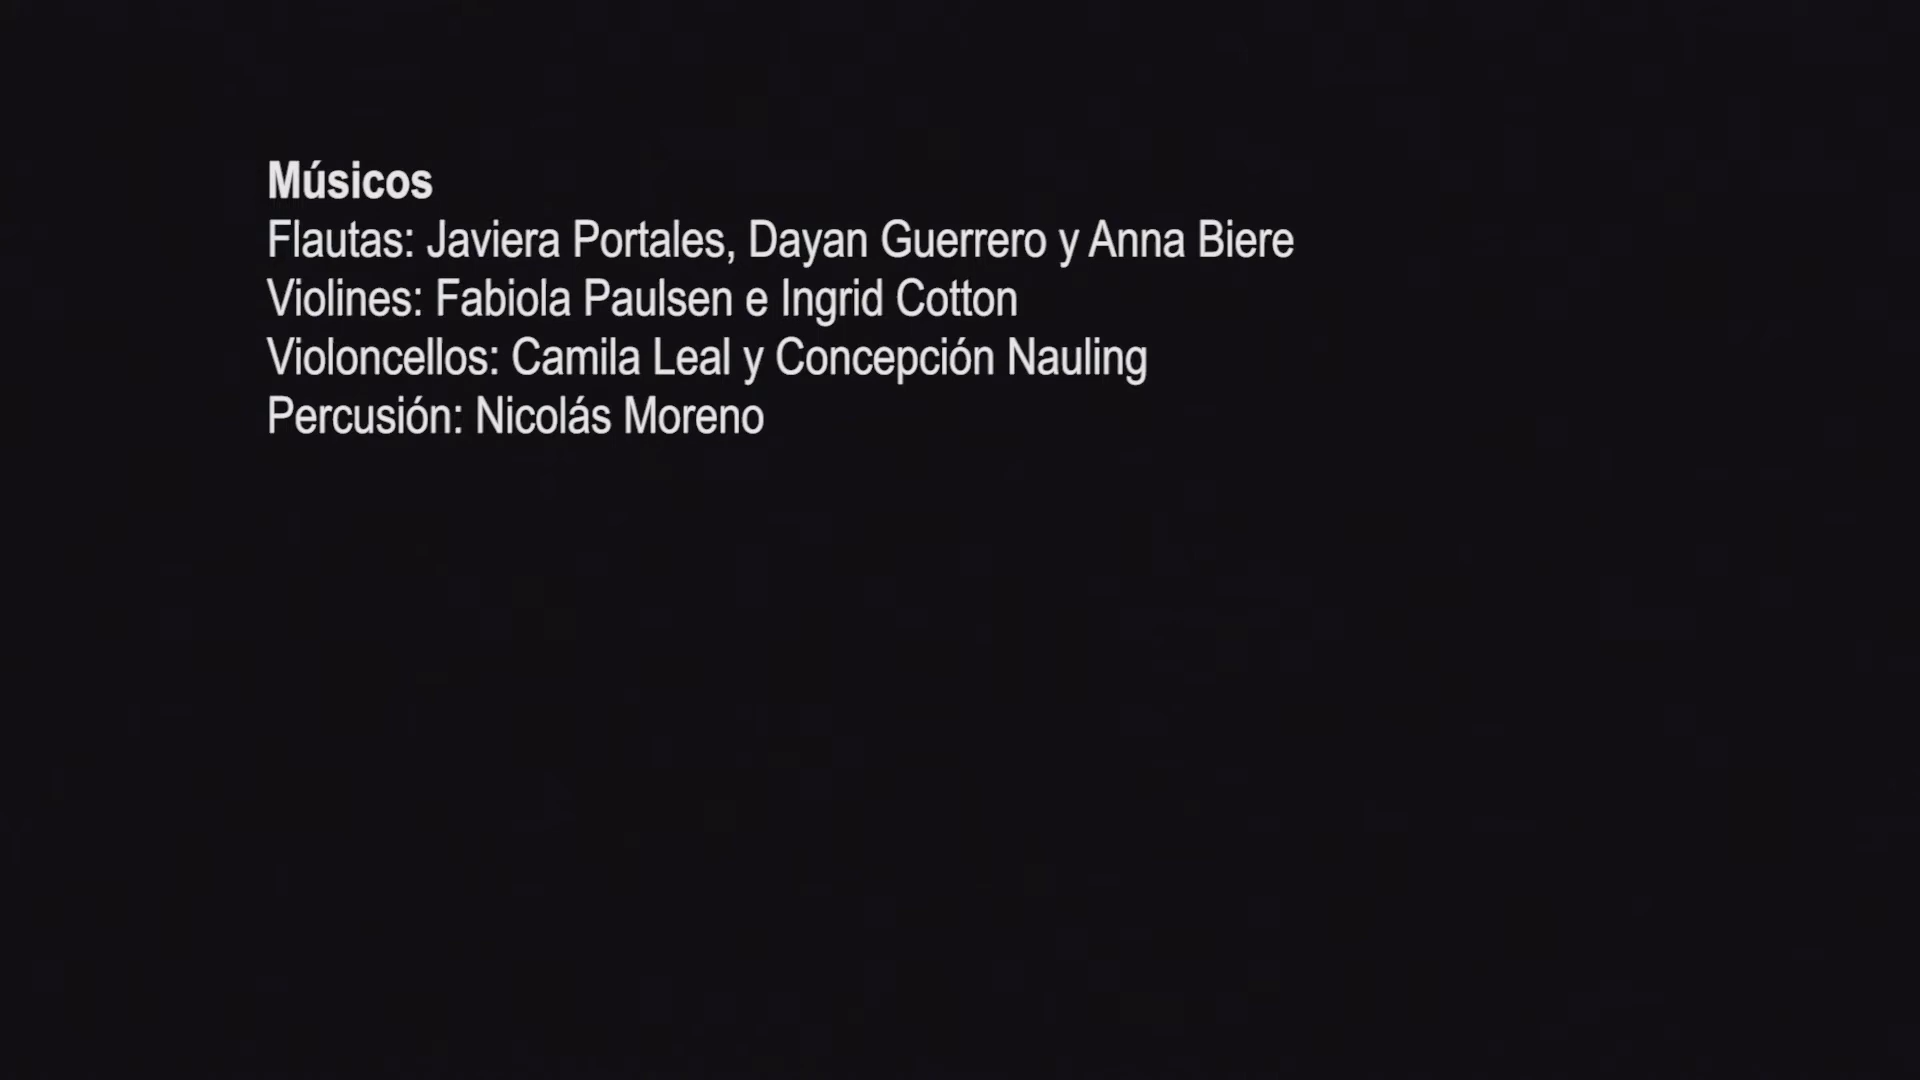 Músicos
Flautas: Javiera Portales, Dayan Guerrero y Anna Biere
Violines: Fabiola Paulsen e Ingrid Cotton
Violoncellos: Camila Leal y Concepción Nauling
Percusión: Nicolás Moreno